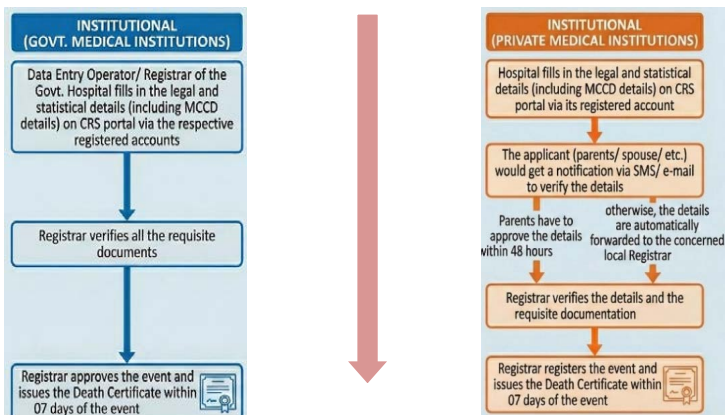 INSTITUTIONAL
(GOVT. MEDICAL INSTITUTIONS)
Data Entry Operator/ Registrar of the
Govt. Hospital fills in the legal and
statistical details (including MCCD
details) on CRS portal via the respective
registered accounts
Registrar verifies all the requisite
documents
Registrar approves the event and
issues the Death Certificate within
07 days of the event
INSTITUTIONAL
(PRIVATE MEDICAL INSTITUTIONS)
Hospital fills in the legal and statistical
details (including MCCD details) on CRS
portal via its registered account
The applicant (parents/ spouse/ etc.)
would get a notification via SMS/ e-mail
to verify the details
Parents have to
approve the details
within 48 hours
otherwise, the details
are automatically
forwarded to the concerned
local Registrar
Registrar verifies the details and the
requisite documentation
Registrar registers the event and
issues the Death Certificate within
07 days of the event